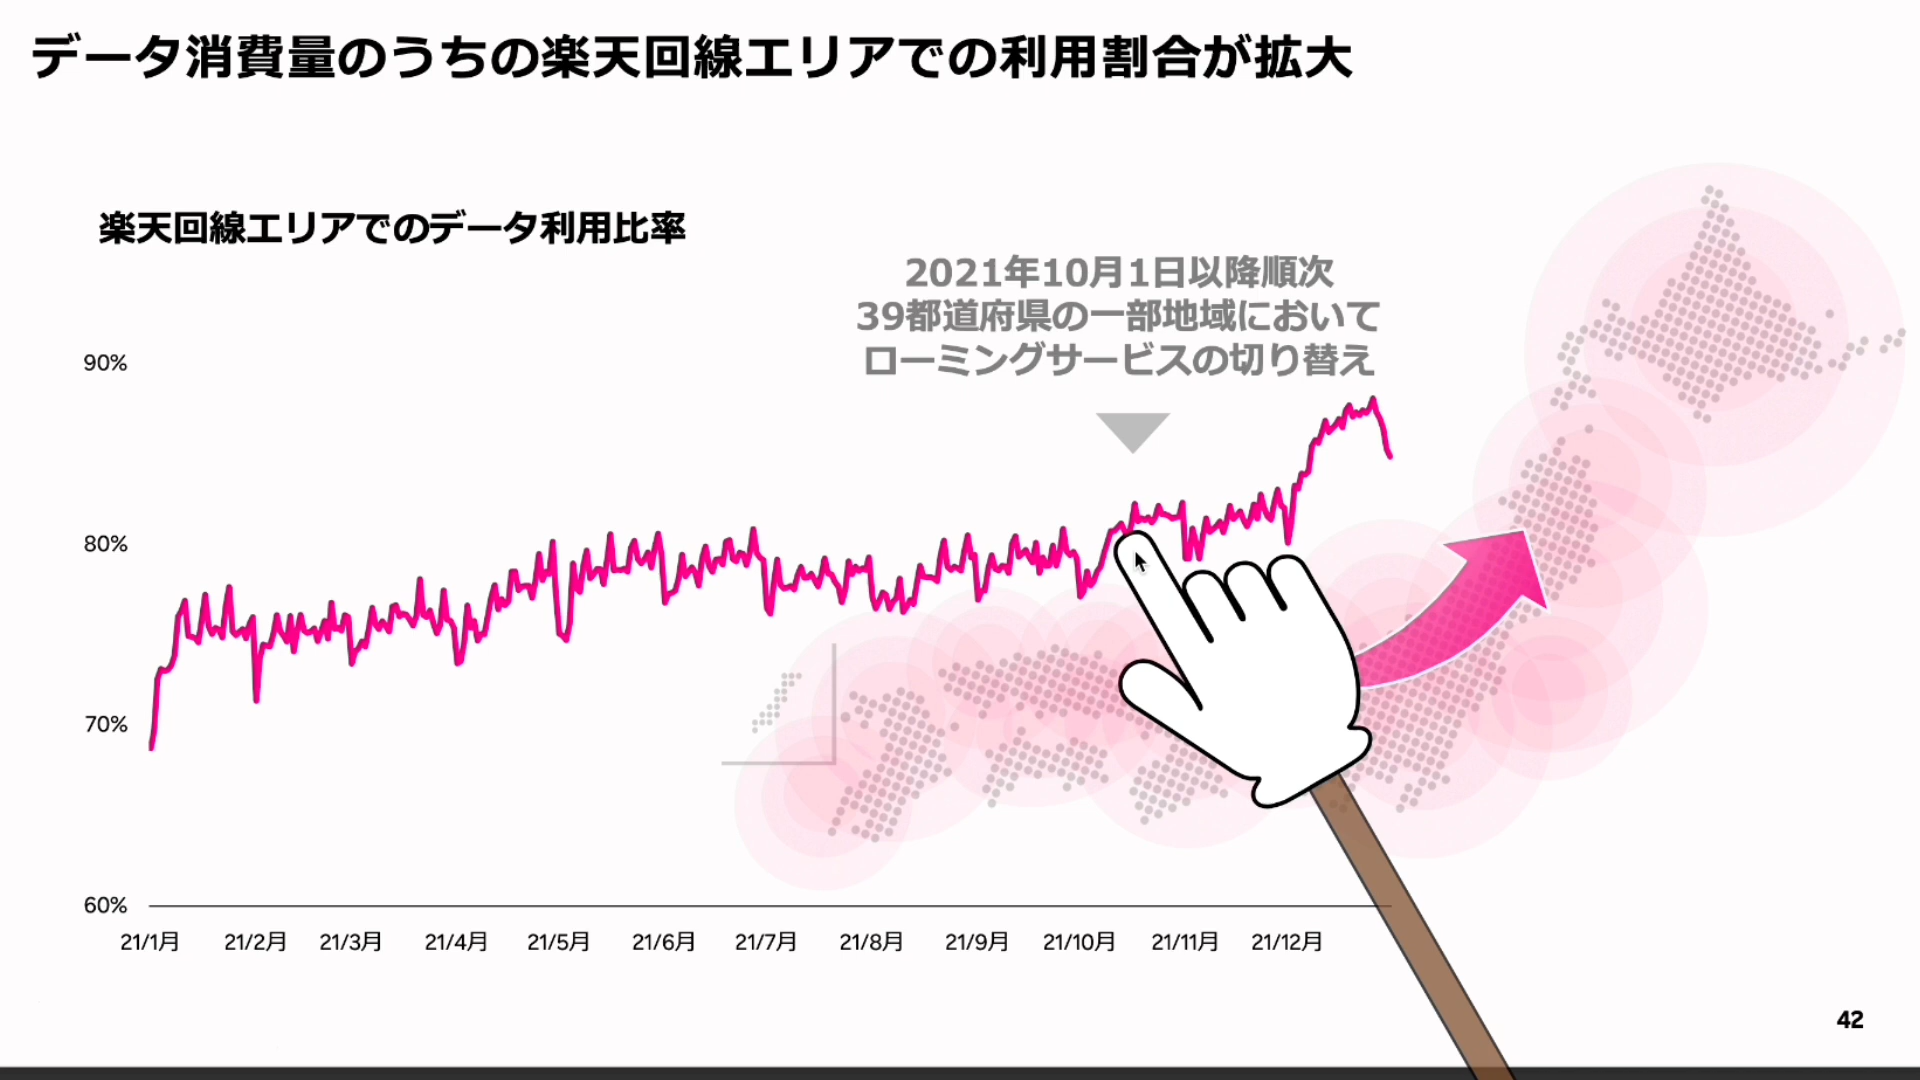 データ消費量のうちの楽天回線エリアでの利用割合が拡大
楽天回線エリアでのデータ利用比率
2021年10月1日以降順次
39都道府県の一部地域において
ローミングサービスの切り替え
90%
80%
70%
60%
21/1月 21/2月 21/3月 21/4月 21/5月 21/6月 21/7月 21/8月 21/9月 21/10月 21/11月 21/12月
42